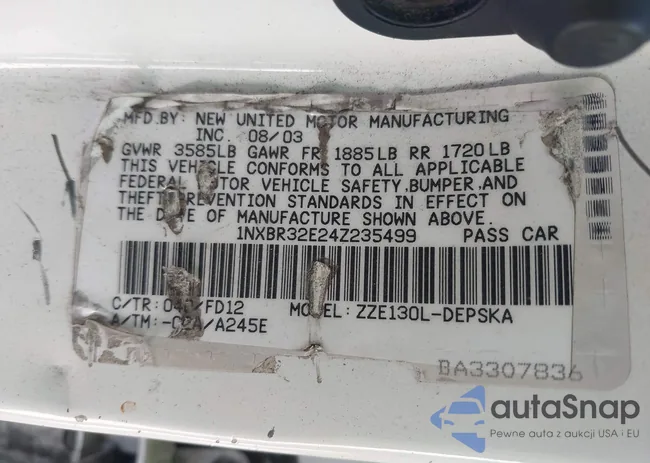 MFD.BY: NEW UNITED MOTOR MANUFACTURING
INC. 08/03
GVWR 3585LB GAWR FR 1885LB RR 1720LB
THIS VEHICLE CONFORMS TO ALL APPLICABLE
FEDERAL MOTOR VEHICLE SAFETY,BUMPER,AND
THEFT PREVENTION STANDARDS IN EFFECT ON
THE DATE OF MANUFACTURE SHOWN ABOVE.
1NXBR32E24Z235499 PASS CAR
C/TR: /FD12 MODEL: ZZE130L-DEPSKA
A/TM: /A245E
BA3307836
autaSnap
Pewne auta z aukcji USA i EU